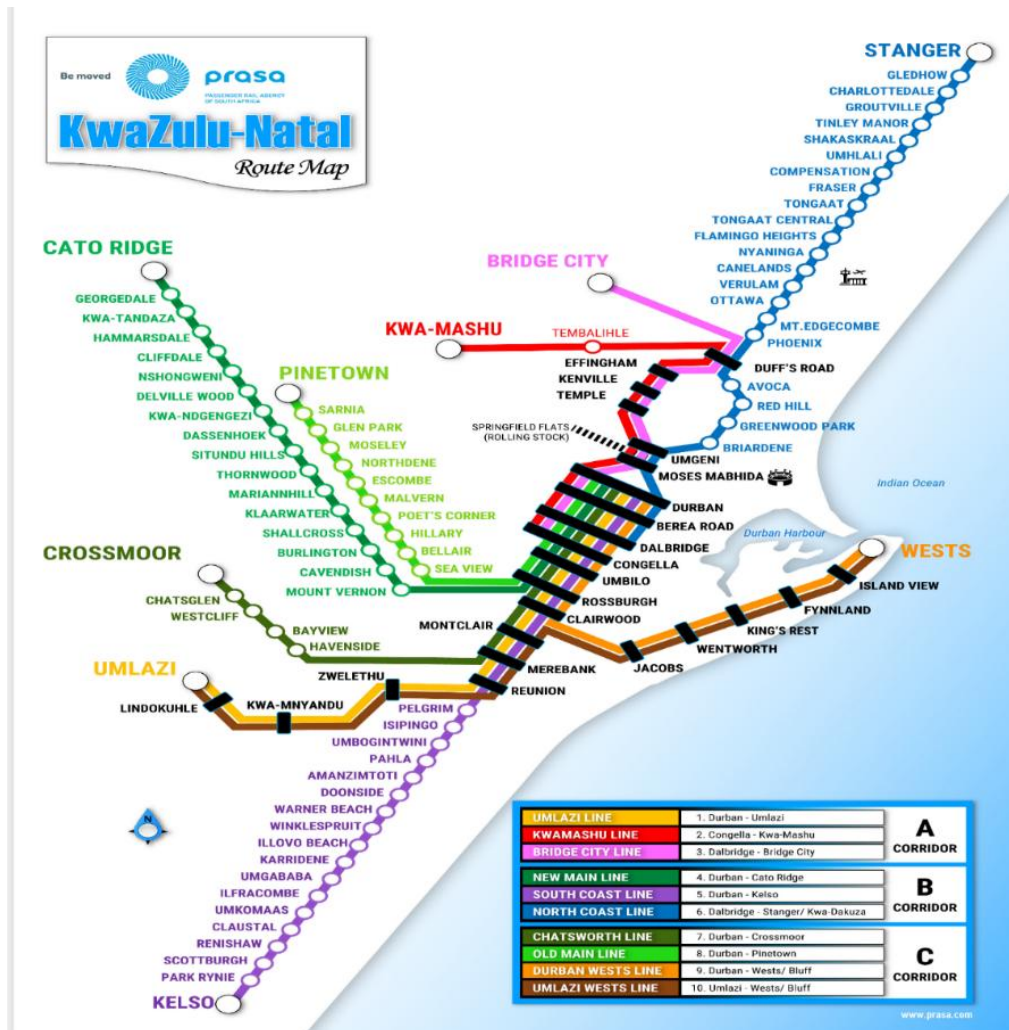 Be moved
prasa
PASSENGER RAIL AGENCY
OF SOUTH AFRICA
KwaZulu-Natal
Route Map
STANGER
GLEDHOW
CHARLOTTEDALE
GROUTVILLE
TINLEY MANOR
SHAKASKRAAL
UMHLALI
COMPENSATION
FRASER
TONGAAT
TONGAAT CENTRAL
FLAMINGO HEIGHTS
NYANINGA
CANELANDS
VERULAM
OTTAWA
MT.EDGECOMBE
PHOENIX
DUFF'S ROAD
AVOCA
RED HILL
GREENWOOD PARK
BRIARDENE
BRIDGE CITY
KWA-MASHU
TEMBALIHLE
EFFINGHAM
KENVILLE
TEMPLE
SPRINGFIELD FLATS
(ROLLING STOCK)
UMGENI
MOSES MABHIDA
DURBAN
BEREA ROAD
DALBRIDGE
CONGELLA
UMBILO
ROSSBURGH
CLAIRWOOD
MONTCLAIR
MEREBANK
REUNION
CATO RIDGE
GEORGEDALE
KWA-TANDAZA
HAMMARSDALE
CLIFFDALE
NSHONGWENI
DELVILLE WOOD
KWA-NDGENGEZI
DASSENHOEK
SITUNDU HILLS
THORNWOOD
MARIANNHILL
KLAARWATER
SHALLCROSS
BURLINGTON
CAVENDISH
MOUNT VERNON
PINETOWN
SARNIA
GLEN PARK
MOSELEY
NORTHDENE
ESCOMBE
MALVERN
POET'S CORNER
HILLARY
BELLAIR
SEA VIEW
CROSSMOOR
CHATSGLEN
WESTCLIFF
BAYVIEW
HAVENSIDE
UMLAZI
LINDOKUHLE
KWA-MNYANDU
ZWELETHU
Indian Ocean
Durban Harbour
WESTS
ISLAND VIEW
FYNNLAND
KING'S REST
WENTWORTH
JACOBS
PELGRIM
ISIPINGO
UMBOGINTWINI
PAHLA
AMANZIMTOTI
DOONSIDE
WARNER BEACH
WINKLESPRUIT
ILLOVO BEACH
KARRIDENE
UMGABABA
ILFRACOMBE
UMKOMAAS
CLAUSTAL
RENISHAW
SCOTTBURGH
PARK RYNIE
KELSO
N
UMLAZI LINE 1. Durban - Umlazi
KWAMASHU LINE 2. Congella - Kwa-Mashu
BRIDGE CITY LINE 3. Dalbridge - Bridge City
A
CORRIDOR
NEW MAIN LINE 4. Durban - Cato Ridge
SOUTH COAST LINE 5. Durban - Kelso
NORTH COAST LINE 6. Dalbridge - Stanger/ Kwa-Dakuza
B
CORRIDOR
CHATSWORTH LINE 7. Durban - Crossmoor
OLD MAIN LINE 8. Durban - Pinetown
DURBAN WESTS LINE 9. Durban - Wests/ Bluff
UMLAZI WESTS LINE 10. Umlazi - Wests/ Bluff
C
CORRIDOR
www.prasa.com